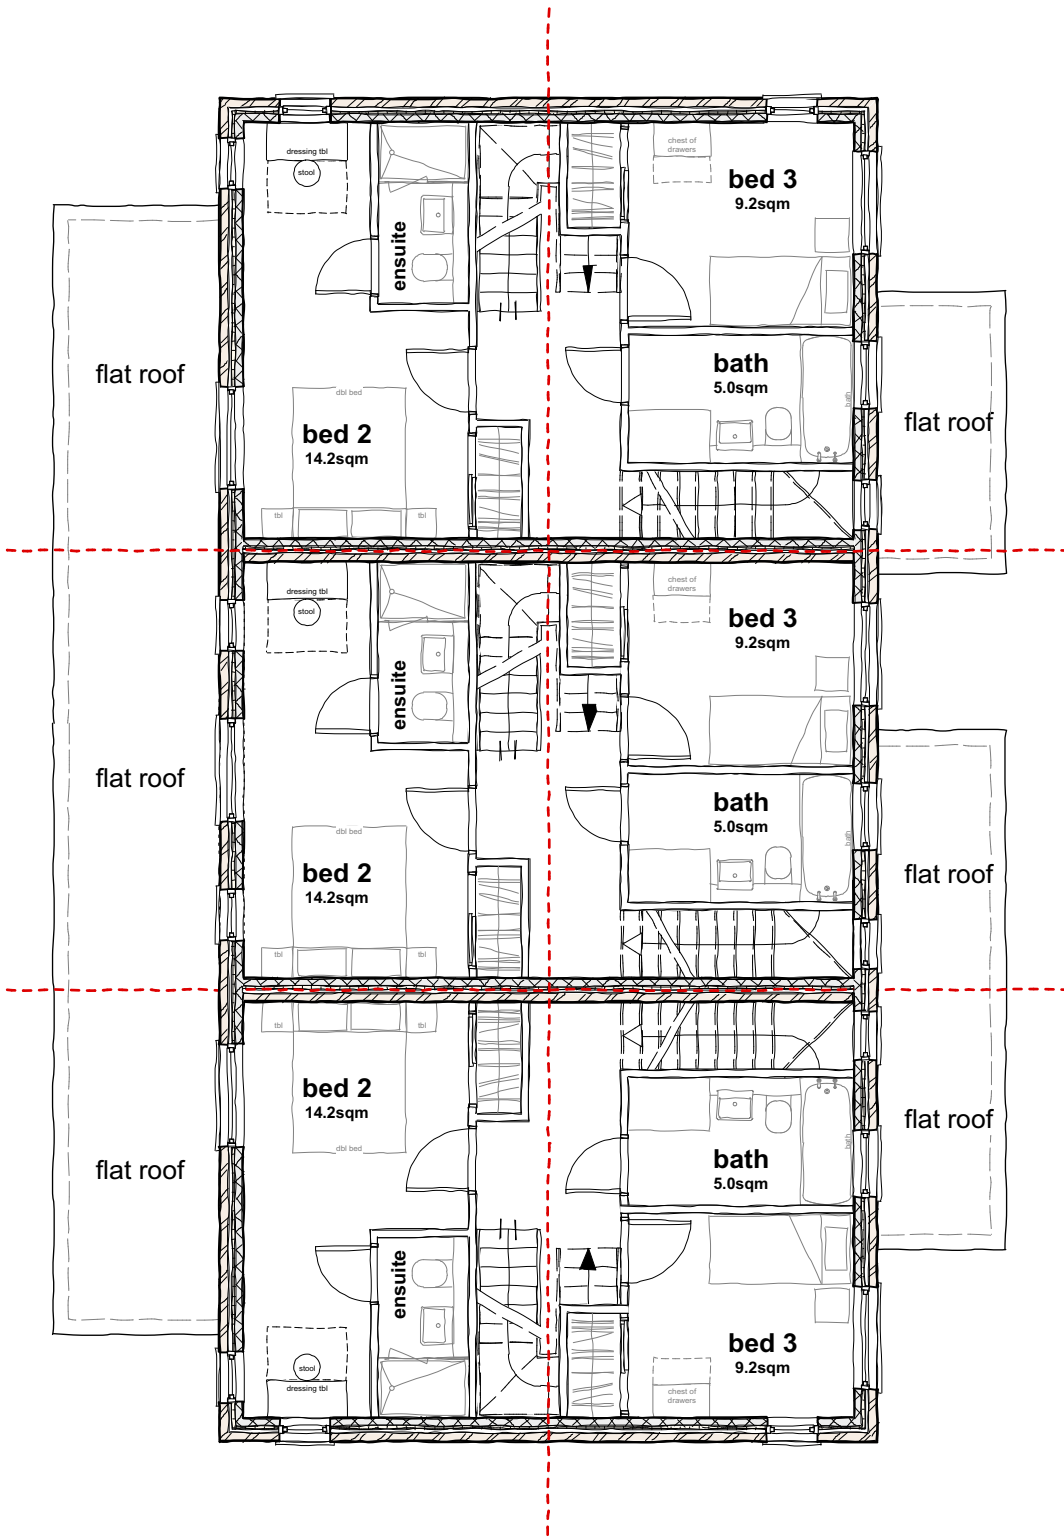 chest of
drawers
dressing tbl
stool
bed 3
9.2sqm
ensuite
flat roof
bath
5.0sqm
dbl bed
bath
flat roof
bed 2
14.2sqm
tbl
tbl
chest of
drawers
dressing tbl
stool
bed 3
9.2sqm
ensuite
flat roof
bath
5.0sqm
dbl bed
bath
flat roof
bed 2
14.2sqm
tbl
tbl
tbl
tbl
bed 2
14.2sqm
flat roof
dbl bed
bath
bath
5.0sqm
flat roof
ensuite
bed 3
9.2sqm
stool
dressing tbl
chest of
drawers